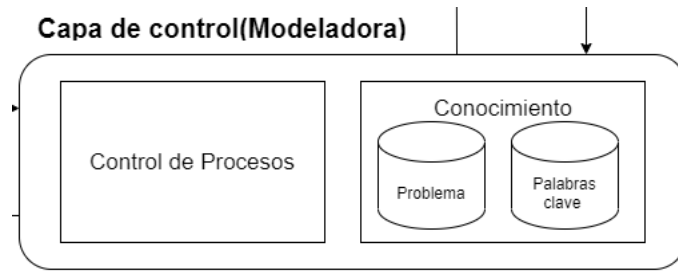 Capa de control(Modeladora)
Control de Procesos
Conocimiento
Problema
Palabras
clave